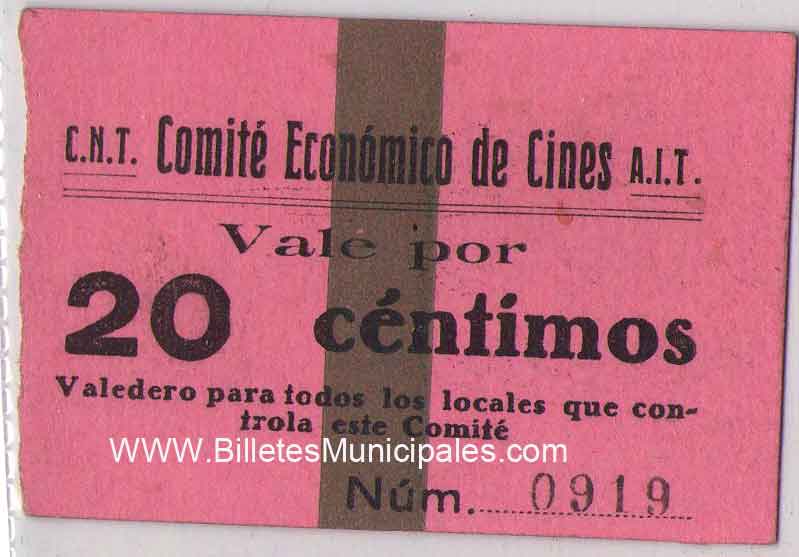 C.N.T. Comité Económico de Cines A.I.T.
Vale por
20 céntimos
Valedero para todos los locales que con-
trola este Comité
WWW.BilletesMunicipales.com
Núm. 0919